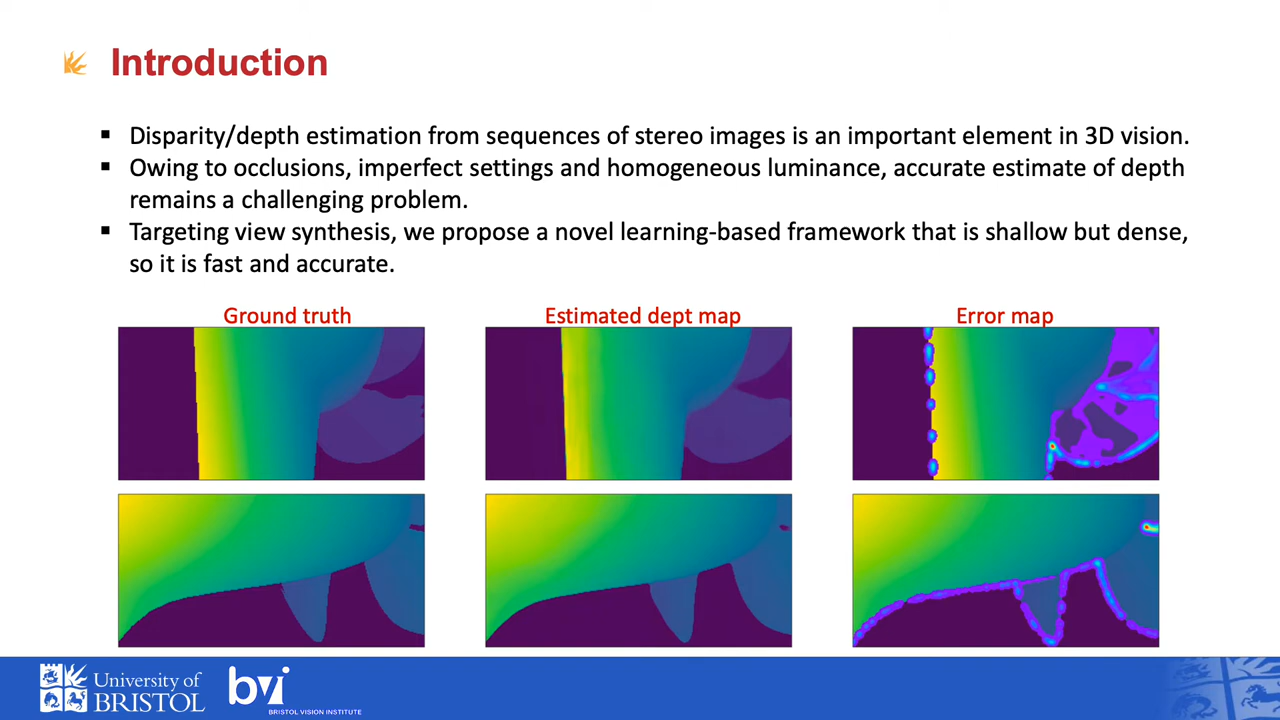 Introduction
▪ Disparity/depth estimation from sequences of stereo images is an important element in 3D vision.
▪ Owing to occlusions, imperfect settings and homogeneous luminance, accurate estimate of depth
remains a challenging problem.
▪ Targeting view synthesis, we propose a novel learning-based framework that is shallow but dense,
so it is fast and accurate.
Ground truth
Estimated dept map
Error map
University of
BRISTOL
bvi
BRISTOL VISION INSTITUTE